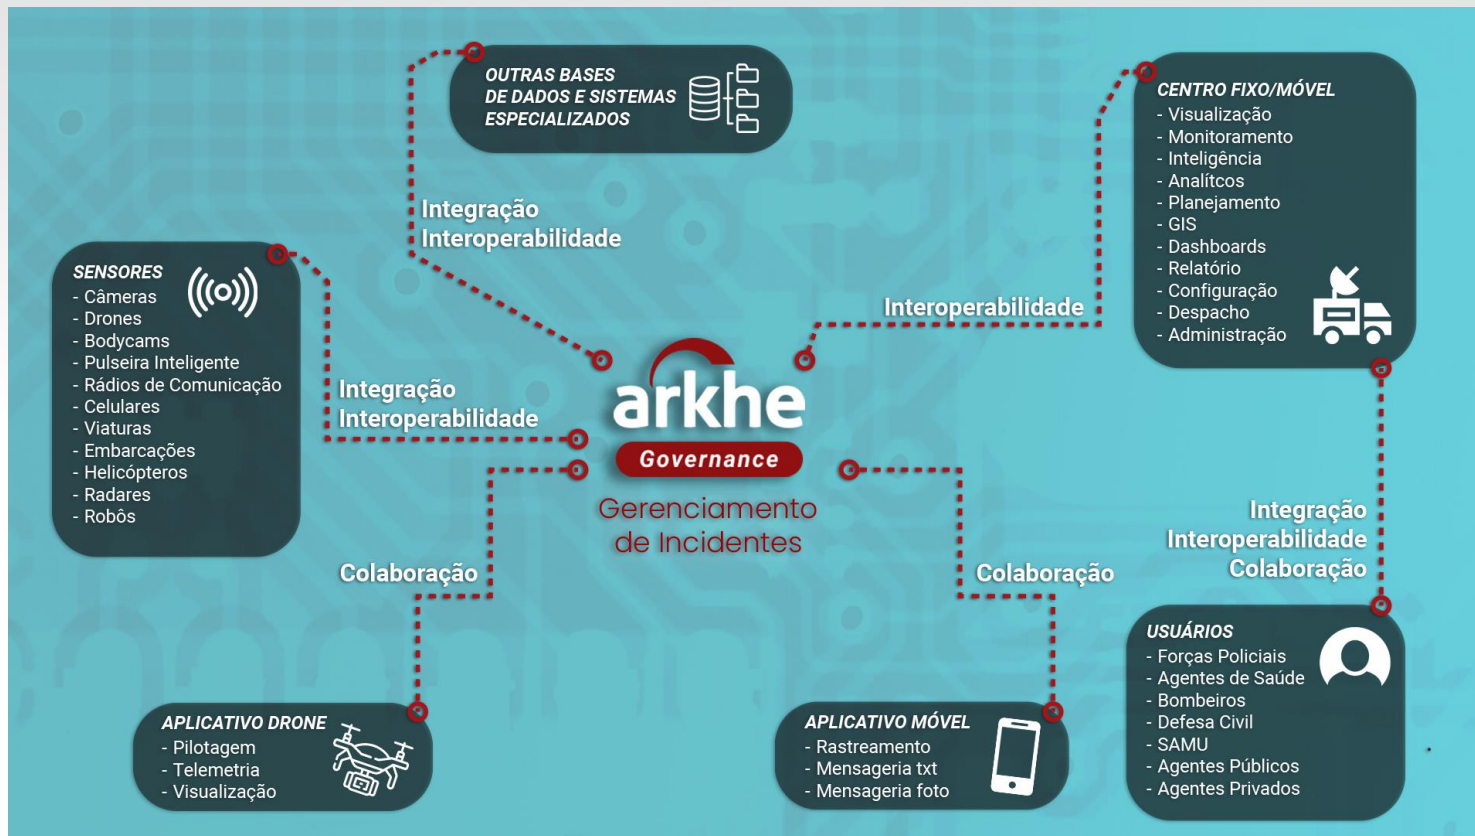 OUTRAS BASES
DE DADOS E SISTEMAS
ESPECIALIZADOS
CENTRO FIXO/MÓVEL
- Visualização
- Monitoramento
- Inteligência
- Analítcos
- Planejamento
- GIS
- Dashboards
- Relatório
- Configuração
- Despacho
- Administração
Integração
Interoperabilidade
SENSORES
- Câmeras
- Drones
- Bodycams
- Pulseira Inteligente
- Rádios de Comunicação
- Celulares
- Viaturas
- Embarcações
- Helicópteros
- Radares
- Robôs
Interoperabilidade
Integração
Interoperabilidade
arkhe
Governance
Gerenciamento
de Incidentes
Colaboração
Colaboração
Integração
Interoperabilidade
Colaboração
APLICATIVO DRONE
- Pilotagem
- Telemetria
- Visualização
APLICATIVO MÓVEL
- Rastreamento
- Mensageria txt
- Mensageria foto
USUÁRIOS
- Forças Policiais
- Agentes de Saúde
- Bombeiros
- Defesa Civil
- SAMU
- Agentes Públicos
- Agentes Privados